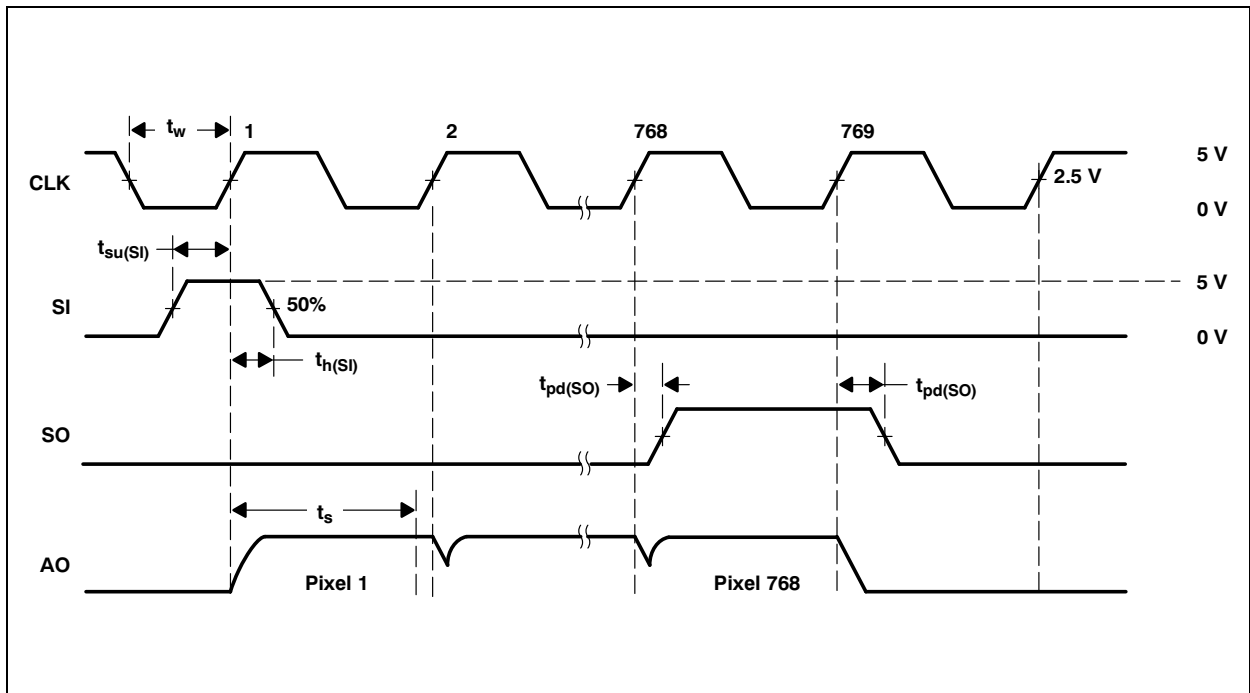 tw
1
2
768
769
5 V
CLK
2.5 V
0 V
tsu(SI)
5 V
SI
50%
0 V
th(SI)
tpd(SO)
tpd(SO)
SO
ts
AO
Pixel 1
Pixel 768